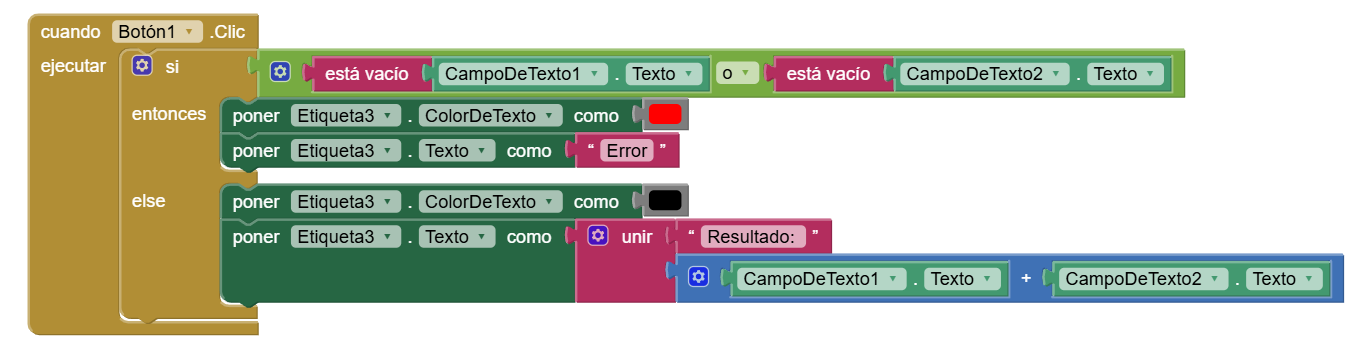 cuando Botón1 .Clic
ejecutar si está vacío CampoDeTexto1 . Texto o está vacío CampoDeTexto2 . Texto
entonces poner Etiqueta3 . ColorDeTexto como
poner Etiqueta3 . Texto como “ Error ”
else poner Etiqueta3 . ColorDeTexto como
poner Etiqueta3 . Texto como unir “ Resultado: ”
CampoDeTexto1 . Texto + CampoDeTexto2 . Texto